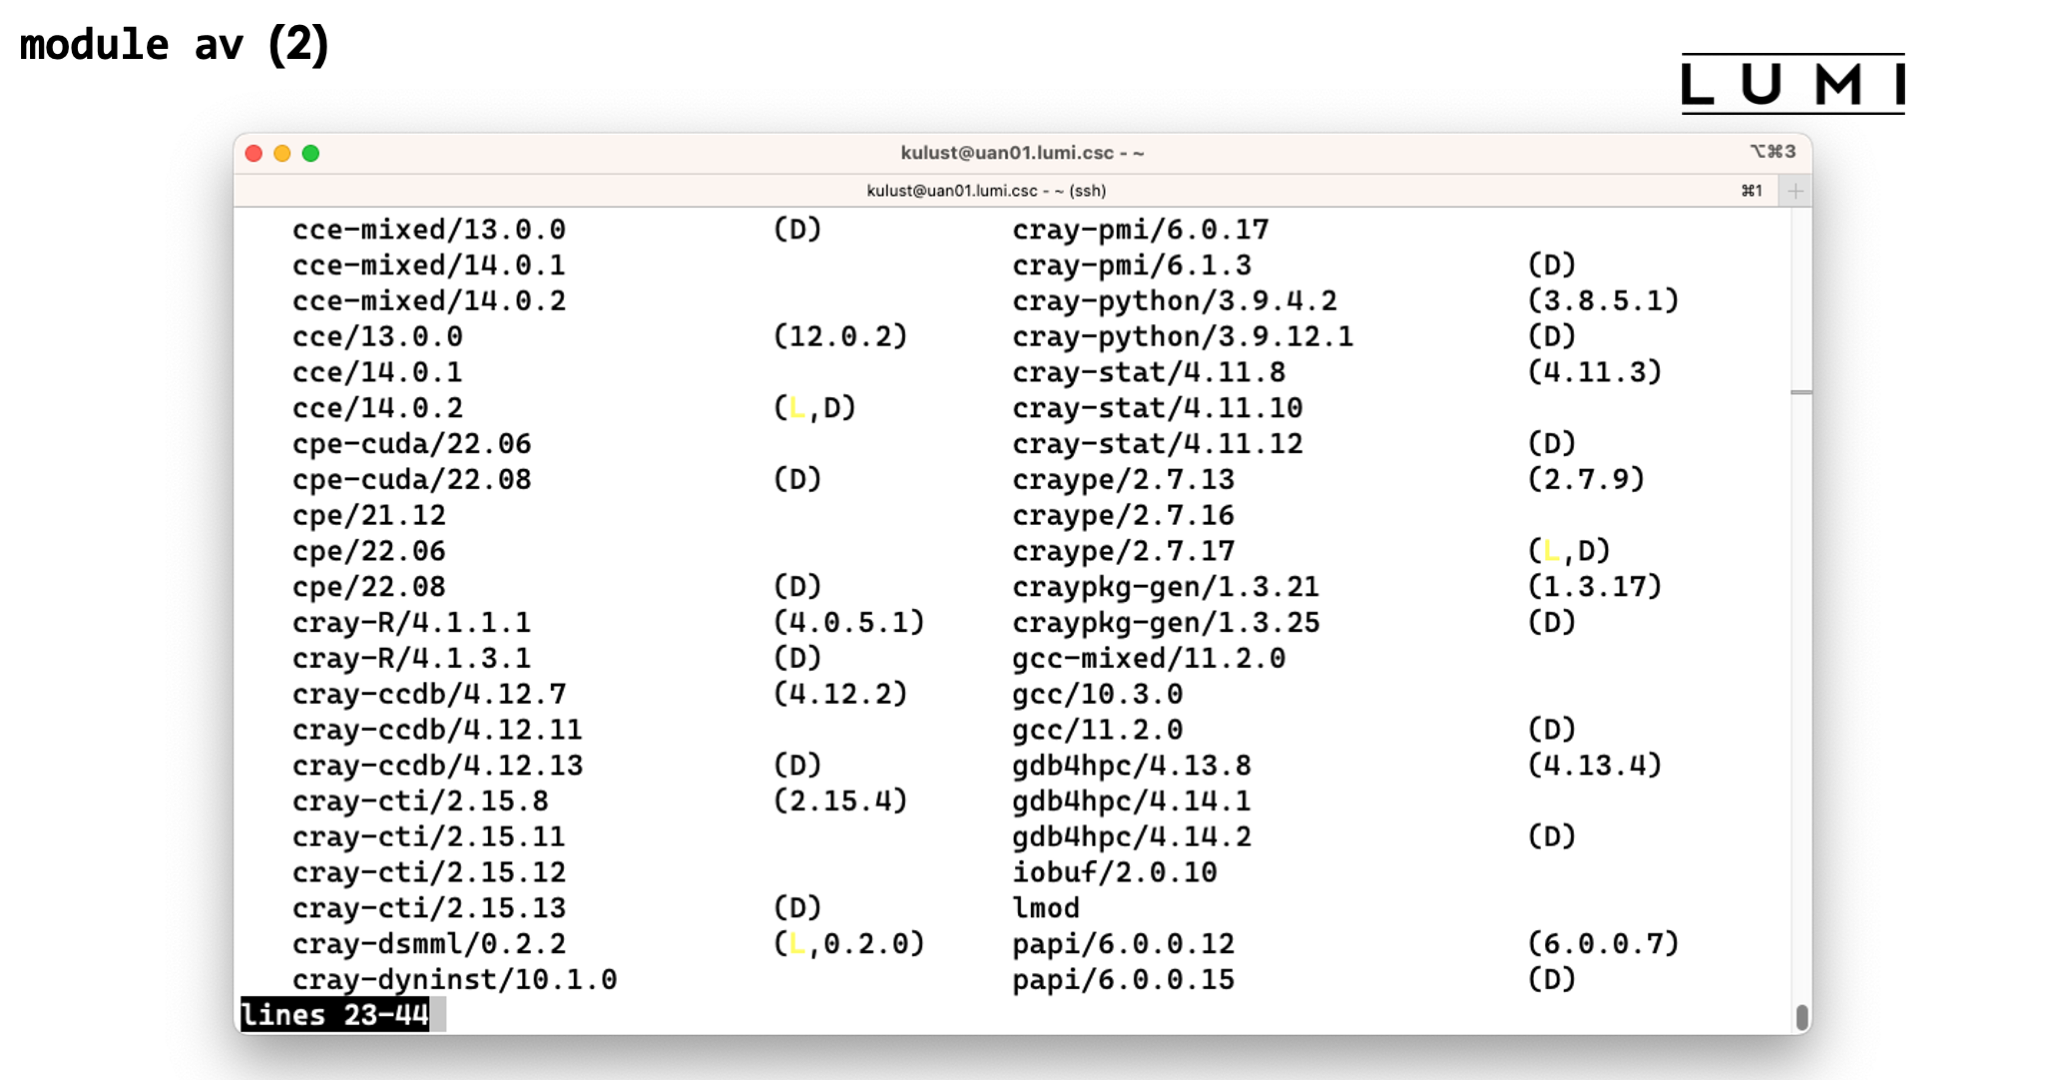 module av (2)
LUMI
kulust@uan01.lumi.csc - ~ ⌥⌘3
kulust@uan01.lumi.csc - ~ (ssh) ⌘1 +
cce-mixed/13.0.0 (D) cray-pmi/6.0.17
cce-mixed/14.0.1 cray-pmi/6.1.3 (D)
cce-mixed/14.0.2 cray-python/3.9.4.2 (3.8.5.1)
cce/13.0.0 (12.0.2) cray-python/3.9.12.1 (D)
cce/14.0.1 cray-stat/4.11.8 (4.11.3)
cce/14.0.2 (L,D) cray-stat/4.11.10
cpe-cuda/22.06 cray-stat/4.11.12 (D)
cpe-cuda/22.08 (D) craype/2.7.13 (2.7.9)
cpe/21.12 craype/2.7.16
cpe/22.06 craype/2.7.17 (L,D)
cpe/22.08 (D) craypkg-gen/1.3.21 (1.3.17)
cray-R/4.1.1.1 (4.0.5.1) craypkg-gen/1.3.25 (D)
cray-R/4.1.3.1 (D) gcc-mixed/11.2.0
cray-ccdb/4.12.7 (4.12.2) gcc/10.3.0
cray-ccdb/4.12.11 gcc/11.2.0 (D)
cray-ccdb/4.12.13 (D) gdb4hpc/4.13.8 (4.13.4)
cray-cti/2.15.8 (2.15.4) gdb4hpc/4.14.1
cray-cti/2.15.11 gdb4hpc/4.14.2 (D)
cray-cti/2.15.12 iobuf/2.0.10
cray-cti/2.15.13 (D) lmod
cray-dsmml/0.2.2 (L,0.2.0) papi/6.0.0.12 (6.0.0.7)
cray-dyninst/10.1.0 papi/6.0.0.15 (D)
lines 23-44